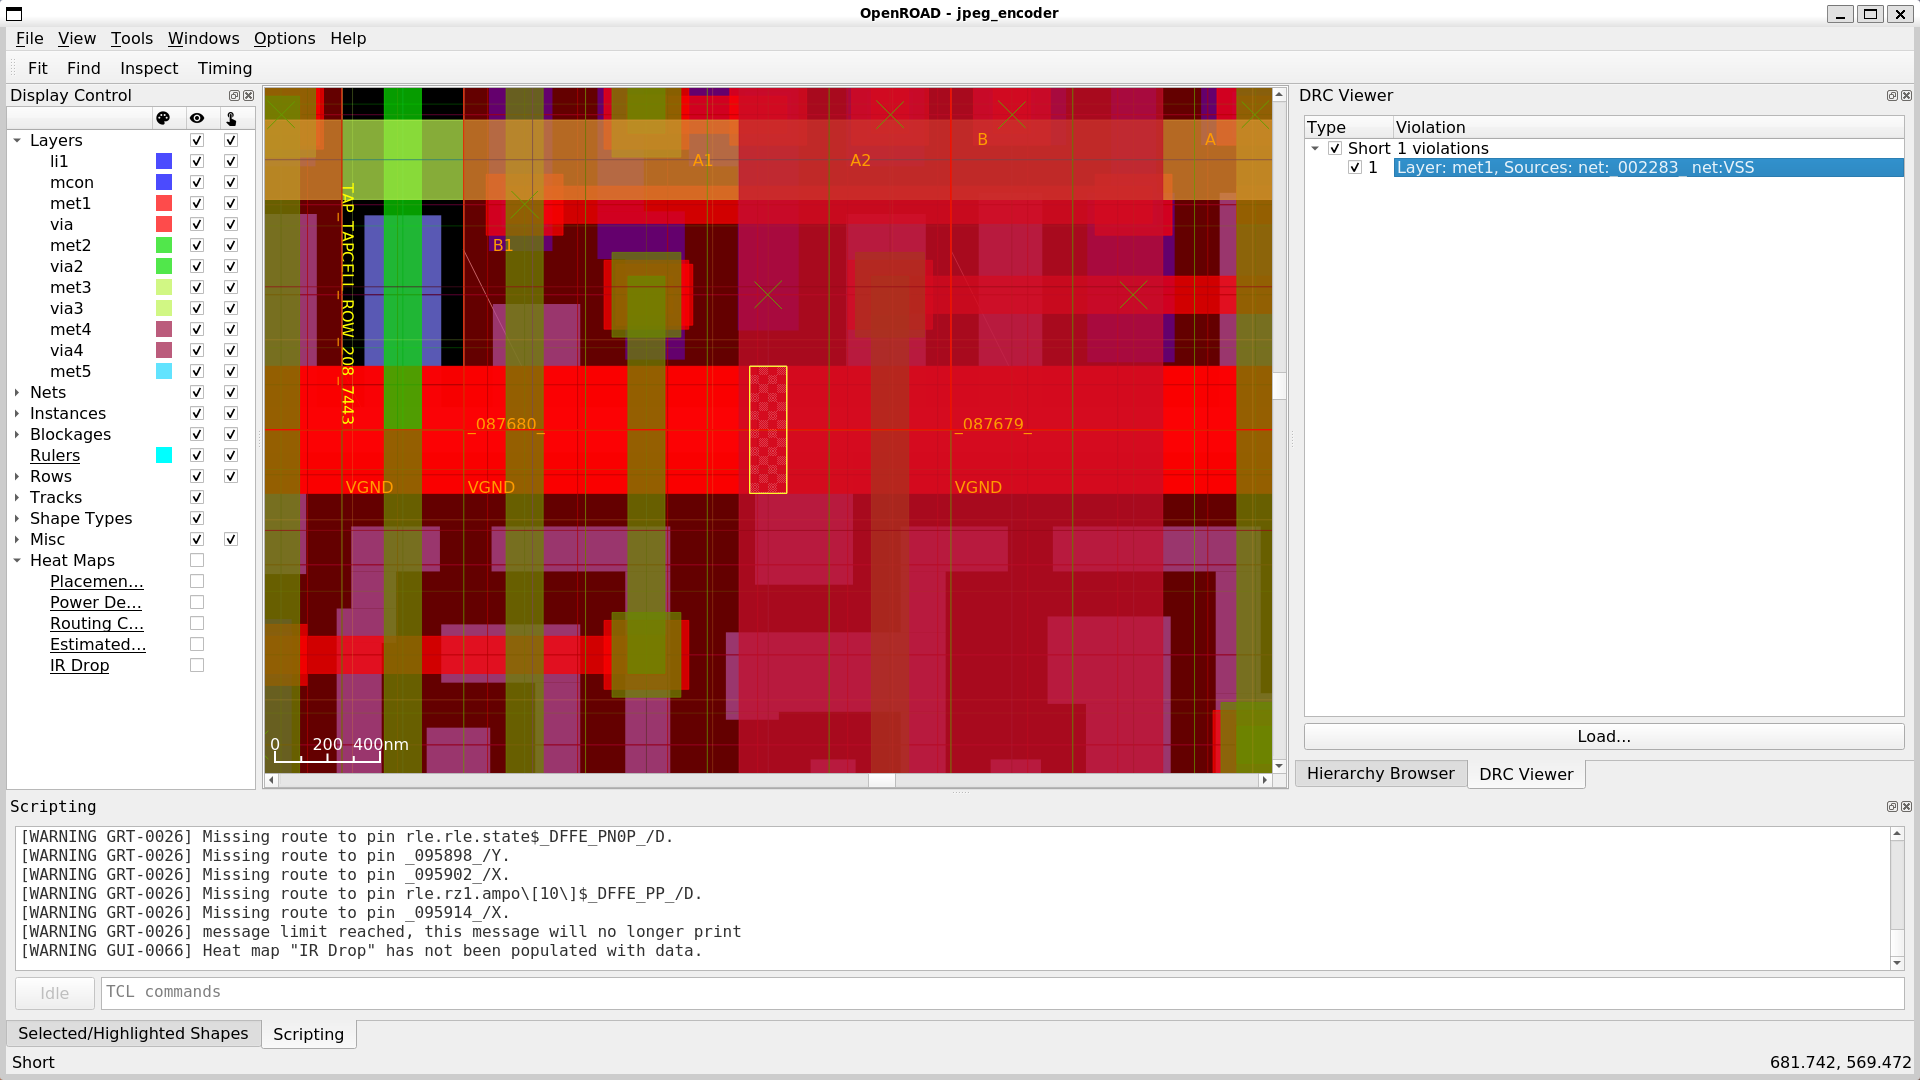 OpenROAD - jpeg_encoder
File View Tools Windows Options Help
Fit Find Inspect Timing
Display Control
Layers
li1
mcon
met1
via
met2
via2
met3
via3
met4
via4
met5
Nets
Instances
Blockages
Rulers
Rows
Tracks
Shape Types
Misc
Heat Maps
Placemen...
Power De...
Routing C...
Estimated...
IR Drop
B
A
A1
A2
TAP_TAPCELL_ROW_208_7443
B1
_087680_
_087679_
VGND
VGND
VGND
0 200 400nm
DRC Viewer
Type Violation
Short 1 violations
1 Layer: met1, Sources: net:_002283_ net:VSS
Load...
Hierarchy Browser DRC Viewer
Scripting
[WARNING GRT-0026] Missing route to pin rle.rle.state$_DFFE_PN0P_/D.
[WARNING GRT-0026] Missing route to pin _095898_/Y.
[WARNING GRT-0026] Missing route to pin _095902_/X.
[WARNING GRT-0026] Missing route to pin rle.rz1.ampo\[10\]$_DFFE_PP_/D.
[WARNING GRT-0026] Missing route to pin _095914_/X.
[WARNING GRT-0026] message limit reached, this message will no longer print
[WARNING GUI-0066] Heat map "IR Drop" has not been populated with data.
Idle TCL commands
Selected/Highlighted Shapes Scripting
Short 681.742, 569.472